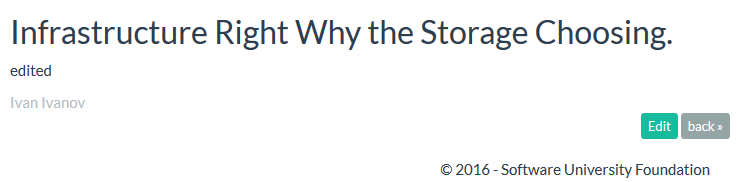 Infrastructure Right Why the Storage Choosing.
edited
Ivan Ivanov
Edit back »
© 2016 - Software University Foundation